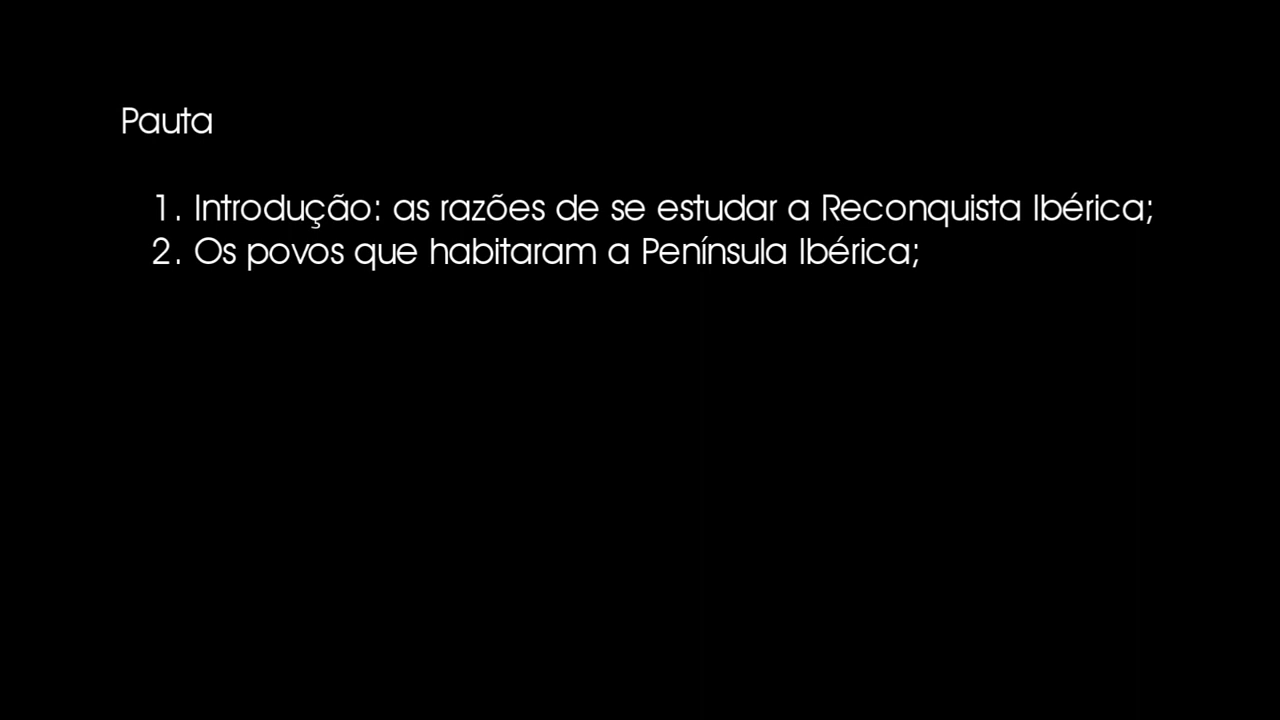 Pauta
1. Introdução: as razões de se estudar a Reconquista Ibérica;
2. Os povos que habitaram a Península Ibérica;